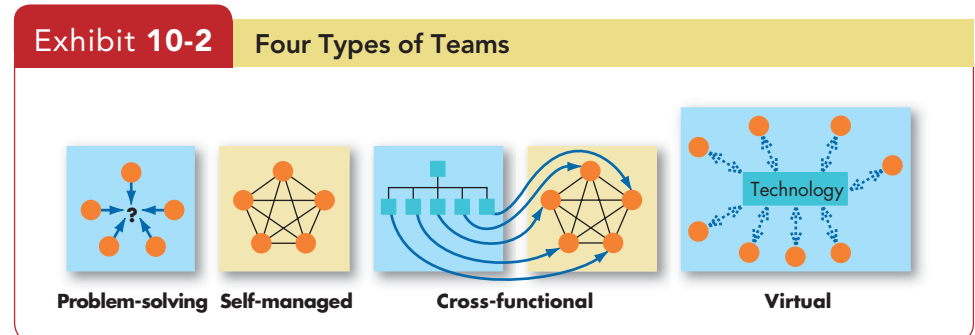 Exhibit 10-2
Four Types of Teams
?
Technology
Problem-solving
Self-managed
Cross-functional
Virtual